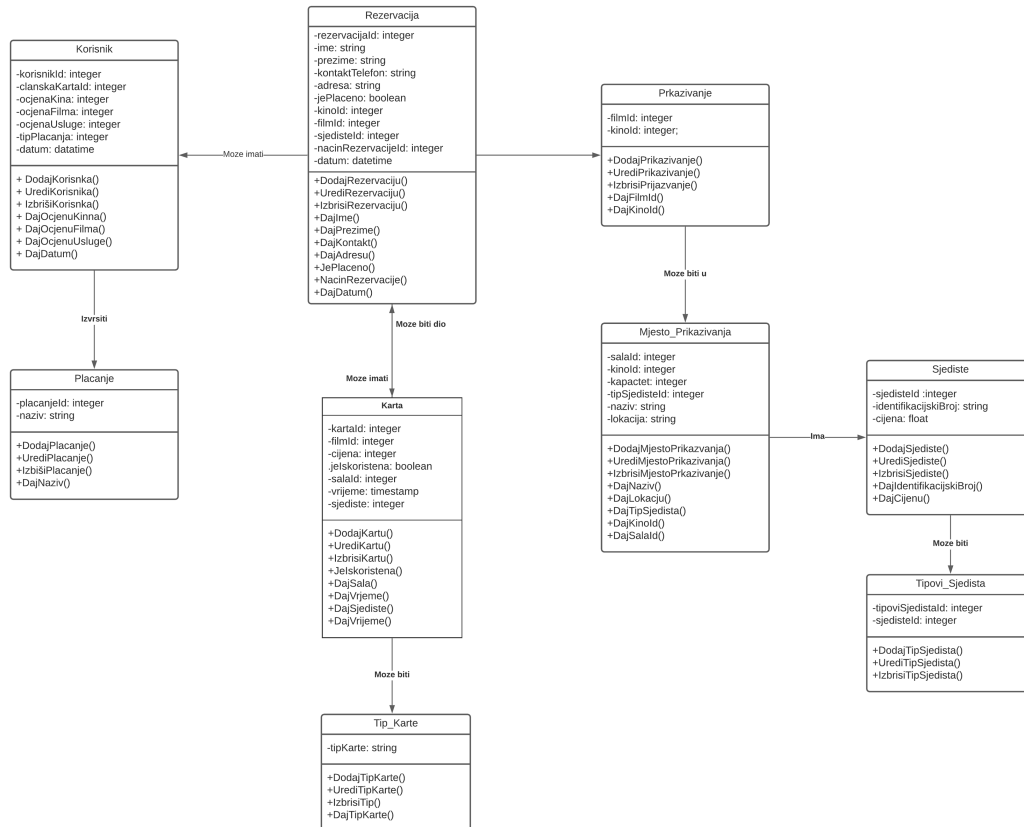 Rezervacija
-rezervacijaId: integer
-ime: string
-prezime: string
-kontaktTelefon: string
-adresa: string
-jePlaceno: boolean
-kinoId: integer
-filmId: integer
-sjedisteId: integer
-nacinRezervacijeId: integer
-datum: datetime
+DodajRezervaciju()
+UrediRezervaciju()
+IzbrisiRezervaciju()
+DajIme()
+DajPrezime()
+DajKontakt()
+DajAdresu()
+JePlaceno()
+NacinRezervacije()
+DajDatum()
Korisnik
-korisnikId: integer
-clanskaKartaId: integer
-ocjenaKina: integer
-ocjenaFilma: integer
-ocjenaUsluge: integer
-tipPlacanja: integer
-datum: datatime
+ DodajKorisnka()
+ UrediKorisnika()
+ IzbrišiKorisnka()
+ DajOcjenuKinna()
+ DajOcjenuFilma()
+ DajOcjenuUsluge()
+ DajDatum()
Moze imati
Izvrsiti
Placanje
-placanjeId: integer
-naziv: string
+DodajPlacanje()
+UrediPlacanje()
+IzbišiPlacanje()
+DajNaziv()
Moze biti dio
Moze imati
Karta
-kartaId: integer
-filmId: integer
-cijena: integer
.jeIskoristena: boolean
-salaId: integer
-vrijeme: timestamp
-sjediste: integer
+DodajKartu()
+UrediKartu()
+IzbrisiKartu()
+JeIskoristena()
+DajSala()
+DajVrjeme()
+DajSjediste()
+DajVrijeme()
Moze biti
Tip_Karte
-tipKarte: string
+DodajTipKarte()
+UrediTipKarte()
+IzbrisiTip()
+DajTipKarte()
Prkazivanje
-filmId: integer
-kinoId: integer;
+DodajPrikazivanje()
+UrediPrikazivanje()
+IzbrisiPrijazvanje()
+DajFilmId()
+DajKinoId()
Moze biti u
Mjesto_Prikazivanja
-salaId: integer
-kinoId: integer
-kapactet: integer
-tipSjedisteId: integer
-naziv: string
-lokacija: string
+DodajMjestoPrikazvanja()
+UrediMjestoPrikazivanja()
+IzbrisiMjestoPrikazivanje()
+DajNaziv()
+DajLokacju()
+DajTipSjedista()
+DajKinoId()
+DajSalaId()
Ima
Sjediste
-sjedisteId :integer
-identifikacijskiBroj: string
-cijena: float
+DodajSjediste()
+UrediSjediste()
+IzbrisiSjediste()
+DajIdentifikacijskiBroj()
+DajCijenu()
Moze biti
Tipovi_Sjedista
-tipoviSjedistaId: integer
-sjedisteId: integer
+DodajTipSjedista()
+UrediTipSjedista()
+IzbrisiTipSjedista()